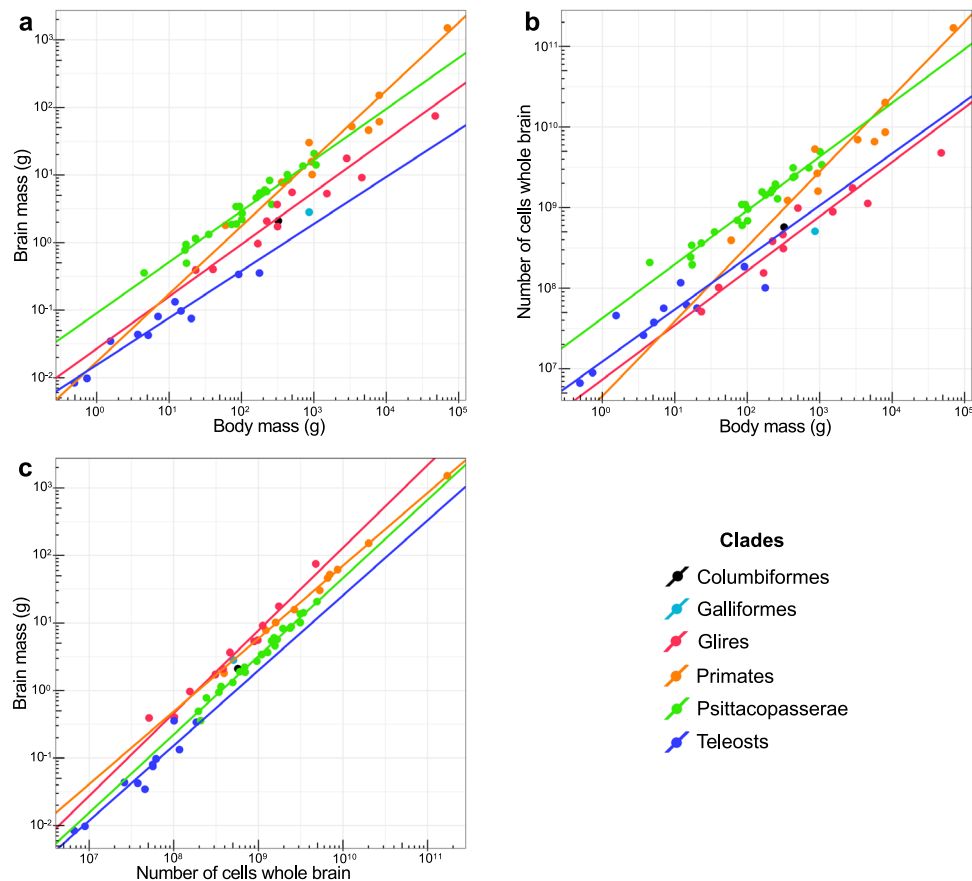 a
Brain mass (g)
10³
10²
10¹
10⁰
10⁻¹
10⁻²
10⁰ 10¹ 10² 10³ 10⁴ 10⁵
Body mass (g)
b
Number of cells whole brain
10¹¹
10¹⁰
10⁹
10⁸
10⁷
10⁰ 10¹ 10² 10³ 10⁴ 10⁵
Body mass (g)
c
Brain mass (g)
10³
10²
10¹
10⁰
10⁻¹
10⁻²
10⁷ 10⁸ 10⁹ 10¹⁰ 10¹¹
Number of cells whole brain
Clades
Columbiformes
Galliformes
Glires
Primates
Psittacopasserae
Teleosts